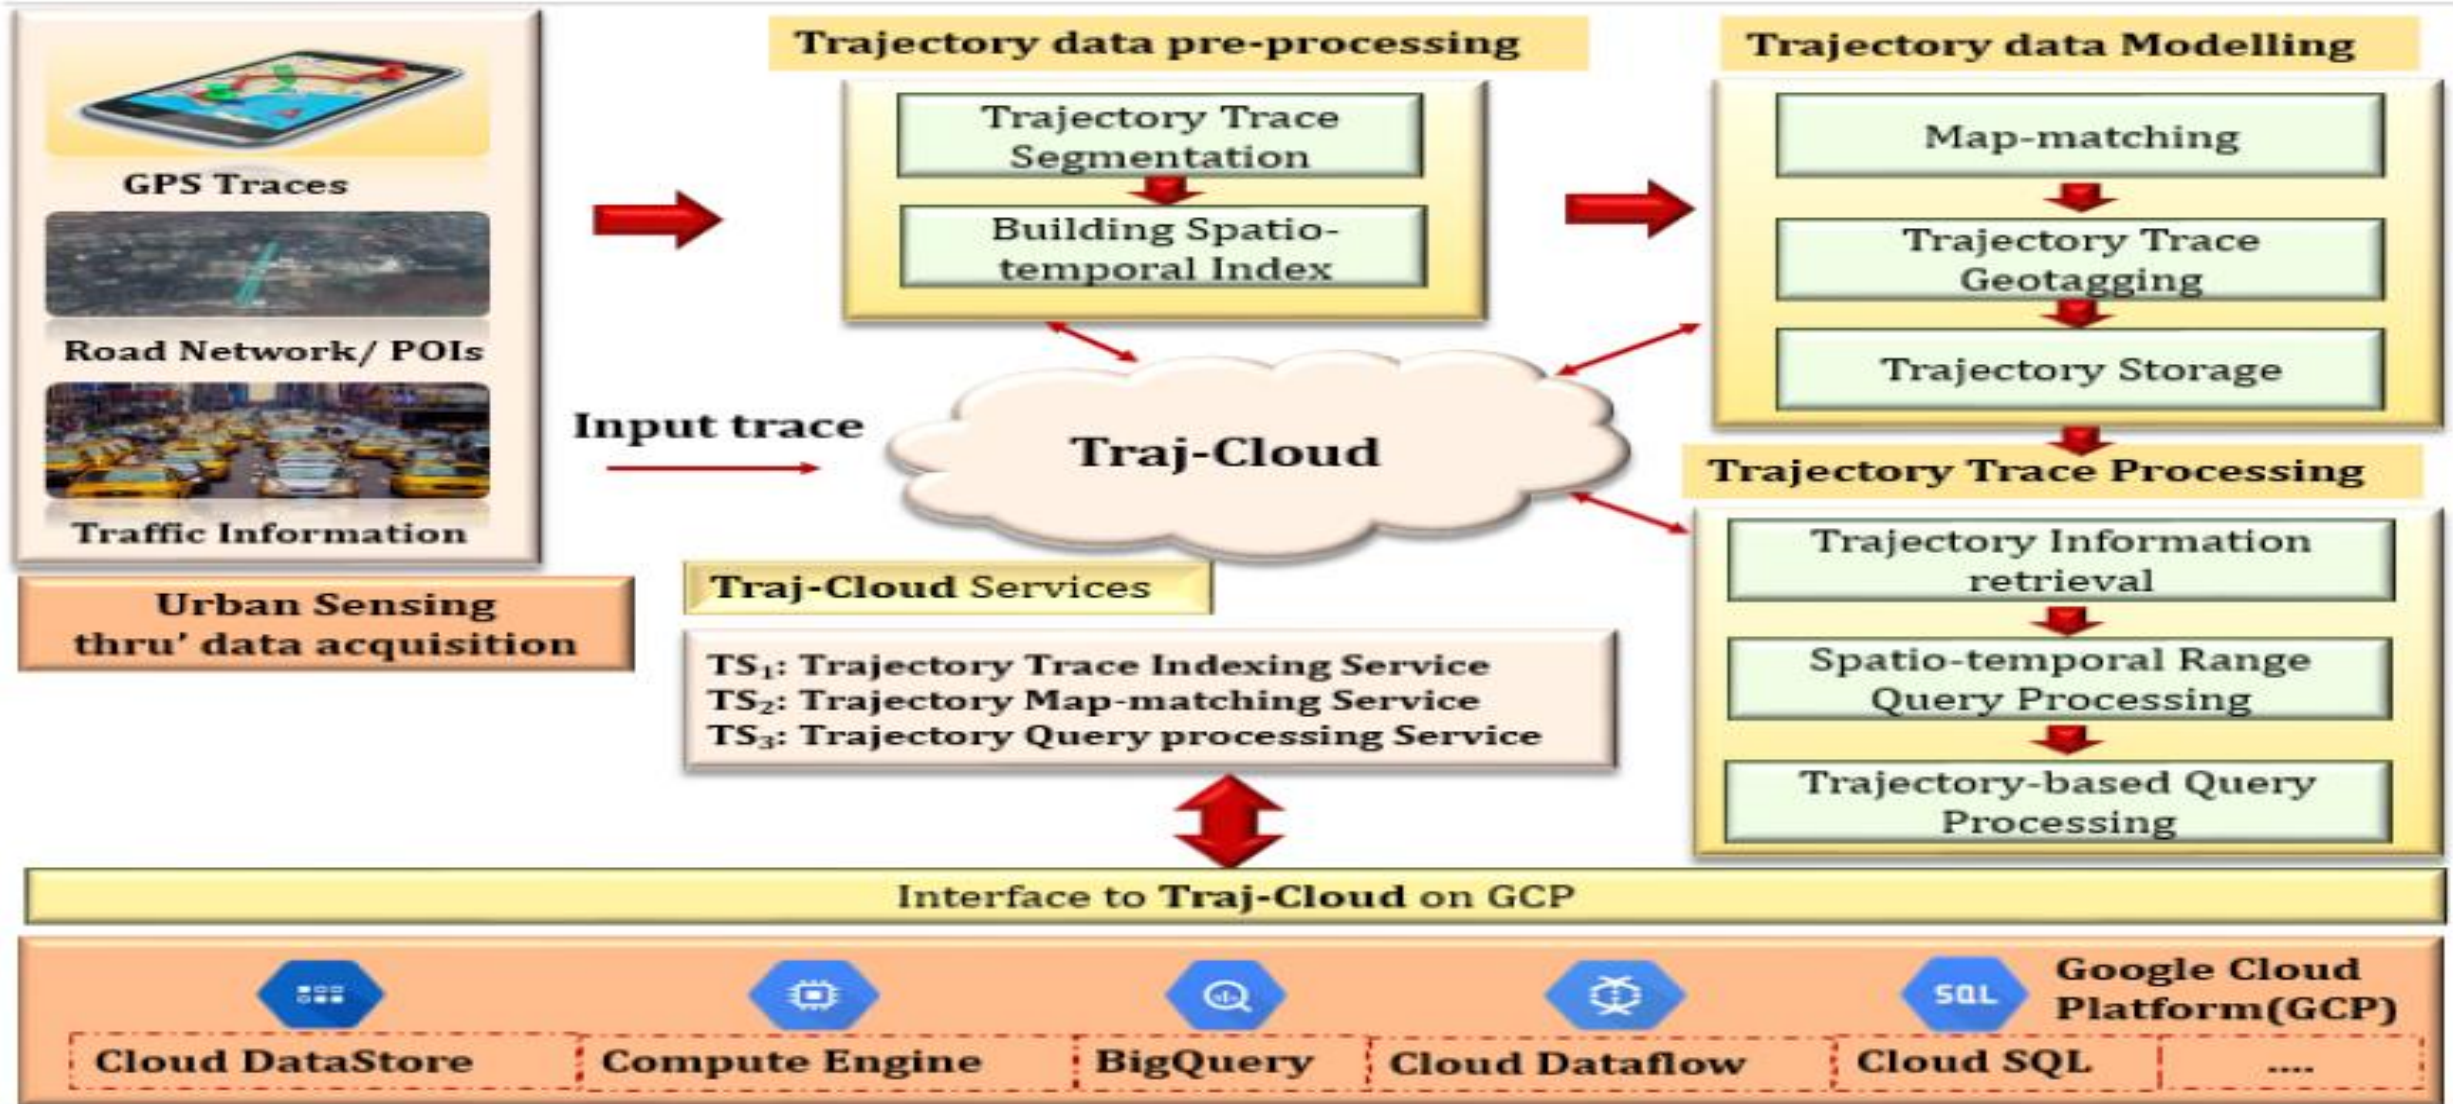 GPS Traces
Road Network/ POIs
Traffic Information
Urban Sensing
thru' data acquisition
Trajectory data pre-processing
Trajectory Trace
Segmentation
Building Spatio-
temporal Index
Trajectory data Modelling
Map-matching
Trajectory Trace
Geotagging
Trajectory Storage
Input trace
Traj-Cloud
Trajectory Trace Processing
Trajectory Information
retrieval
Spatio-temporal Range
Query Processing
Trajectory-based Query
Processing
Traj-Cloud Services
TS₁: Trajectory Trace Indexing Service
TS₂: Trajectory Map-matching Service
TS₃: Trajectory Query processing Service
Interface to Traj-Cloud on GCP
SQL
Google Cloud
Platform(GCP)
Cloud DataStore
Compute Engine
BigQuery
Cloud Dataflow
Cloud SQL
....